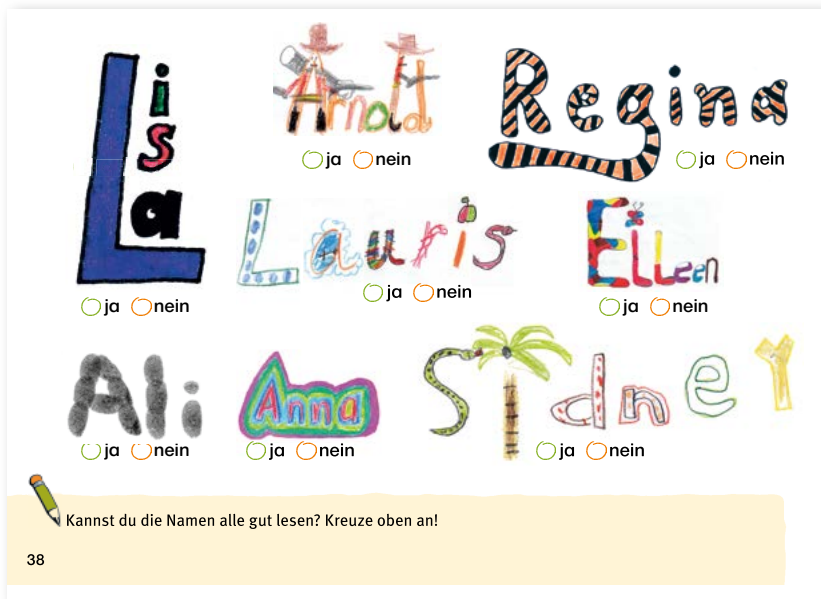 Lisa
Arnold
Regina
ja nein
ja nein
Lauris
Elleen
ja nein
ja nein
ja nein
Ali
Anna
Sidney
ja nein
ja nein
ja nein
Kannst du die Namen alle gut lesen? Kreuze oben an!
38